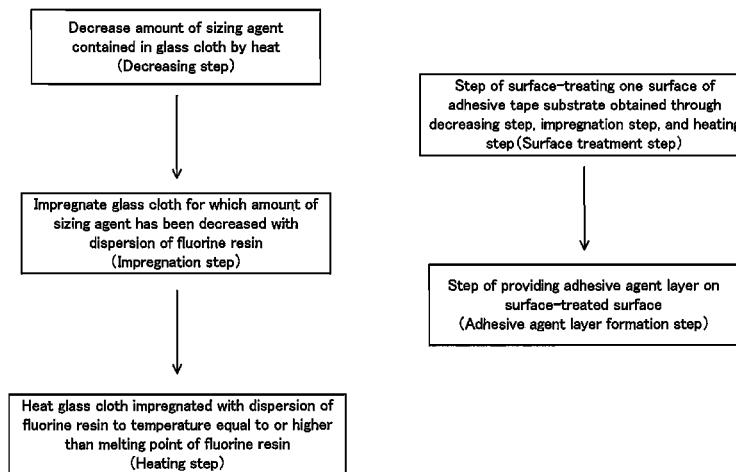 Decrease amount of sizing agent
contained in glass cloth by heat
(Decreasing step)
Impregnate glass cloth for which amount of
sizing agent has been decreased with
dispersion of fluorine resin
(Impregnation step)
Heat glass cloth impregnated with dispersion of
fluorine resin to temperature equal to or higher
than melting point of fluorine resin
(Heating step)
Step of surface-treating one surface of
adhesive tape substrate obtained through
decreasing step, impregnation step, and heating
step(Surface treatment step)
Step of providing adhesive agent layer on
surface-treated surface
(Adhesive agent layer formation step)